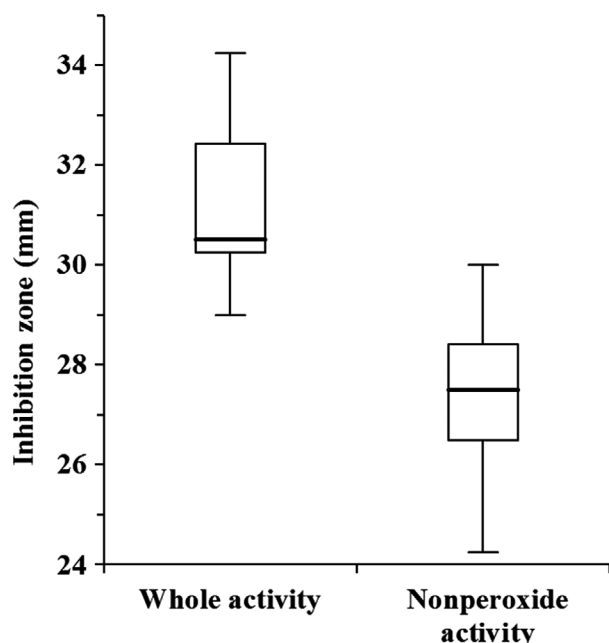 Inhibition zone (mm)
34
32
30
28
26
24
Whole activity
Nonperoxide
activity